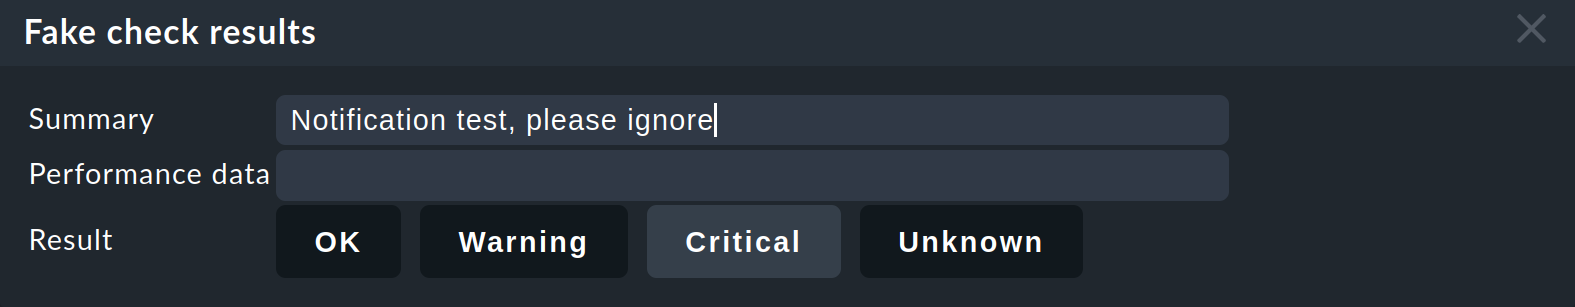 Fake check results
Summary Notification test, please ignore
Performance data
Result OK Warning Critical Unknown